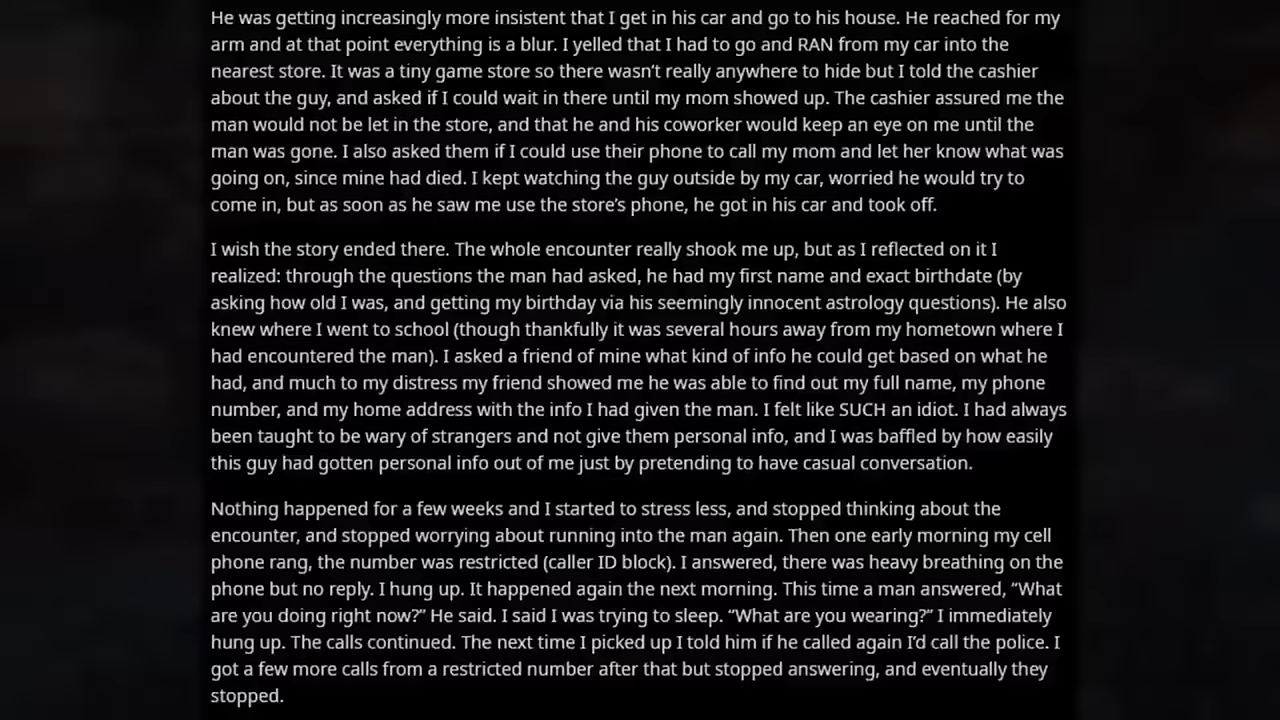 He was getting increasingly more insistent that I get in his car and go to his house. He reached for my
arm and at that point everything is a blur. I yelled that I had to go and RAN from my car into the
nearest store. It was a tiny game store so there wasn’t really anywhere to hide but I told the cashier
about the guy, and asked if I could wait in there until my mom showed up. The cashier assured me the
man would not be let in the store, and that he and his coworker would keep an eye on me until the
man was gone. I also asked them if I could use their phone to call my mom and let her know what was
going on, since mine had died. I kept watching the guy outside by my car, worried he would try to
come in, but as soon as he saw me use the store’s phone, he got in his car and took off.
I wish the story ended there. The whole encounter really shook me up, but as I reflected on it I
realized: through the questions the man had asked, he had my first name and exact birthdate (by
asking how old I was, and getting my birthday via his seemingly innocent astrology questions). He also
knew where I went to school (though thankfully it was several hours away from my hometown where I
had encountered the man). I asked a friend of mine what kind of info he could get based on what he
had, and much to my distress my friend showed me he was able to find out my full name, my phone
number, and my home address with the info I had given the man. I felt like SUCH an idiot. I had always
been taught to be wary of strangers and not give them personal info, and I was baffled by how easily
this guy had gotten personal info out of me just by pretending to have casual conversation.
Nothing happened for a few weeks and I started to stress less, and stopped thinking about the
encounter, and stopped worrying about running into the man again. Then one early morning my cell
phone rang, the number was restricted (caller ID block). I answered, there was heavy breathing on the
phone but no reply. I hung up. It happened again the next morning. This time a man answered, “What
are you doing right now?” He said. I said I was trying to sleep. “What are you wearing?” I immediately
hung up. The calls continued. The next time I picked up I told him if he called again I’d call the police. I
got a few more calls from a restricted number after that but stopped answering, and eventually they
stopped.